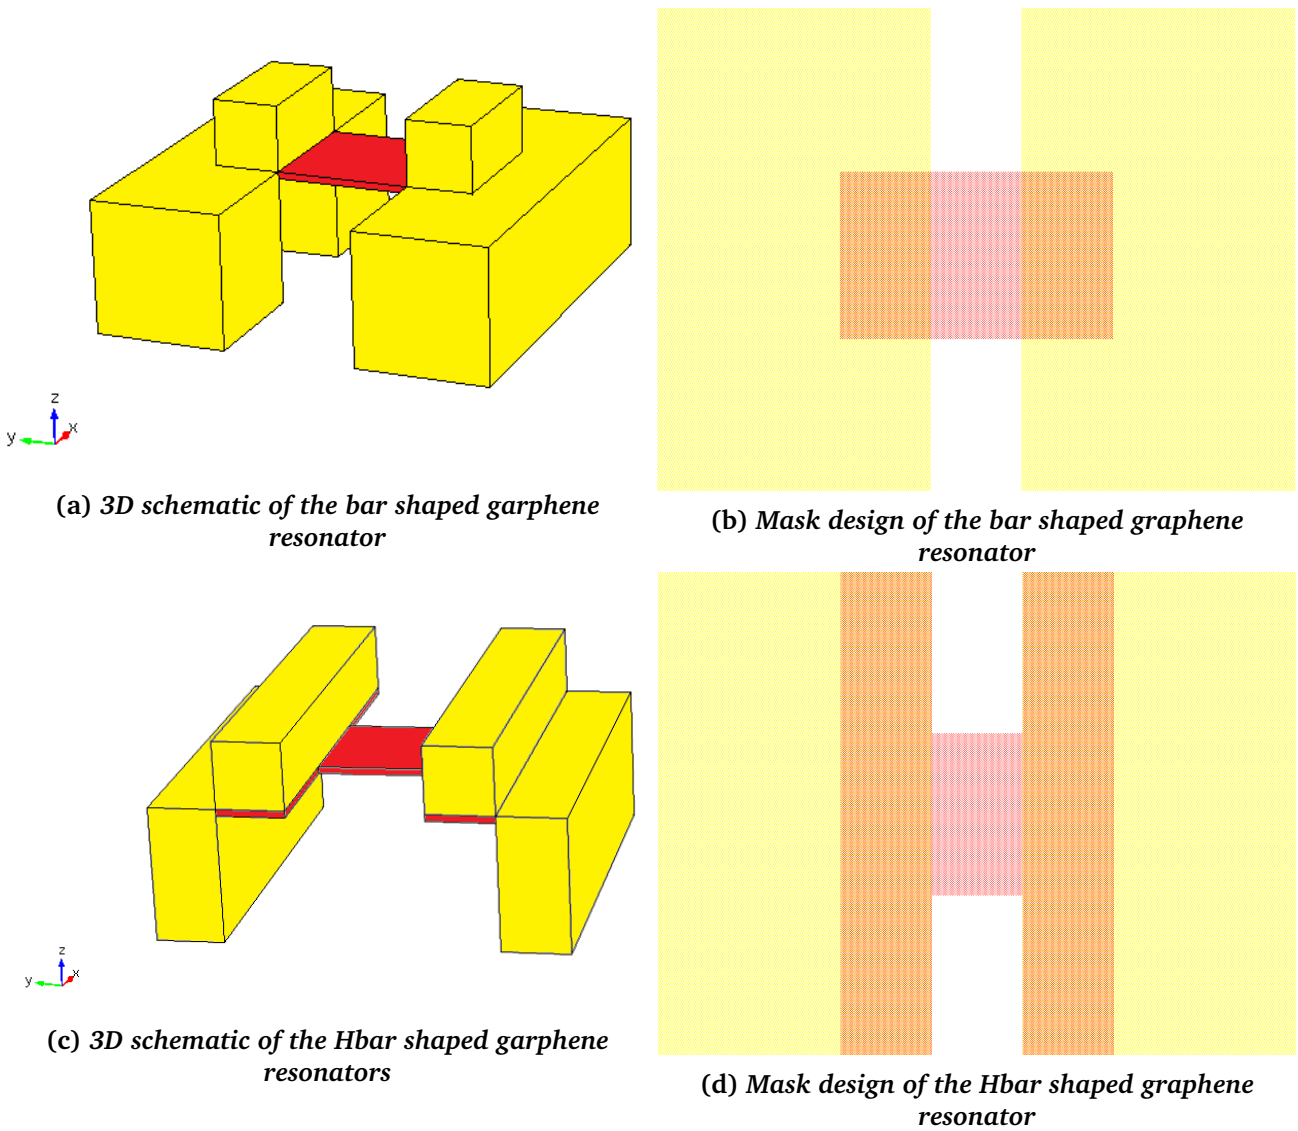 z
y
x
(a) 3D schematic of the bar shaped garphene
resonator
(b) Mask design of the bar shaped graphene
resonator
z
y
x
(c) 3D schematic of the Hbar shaped garphene
resonators
(d) Mask design of the Hbar shaped graphene
resonator